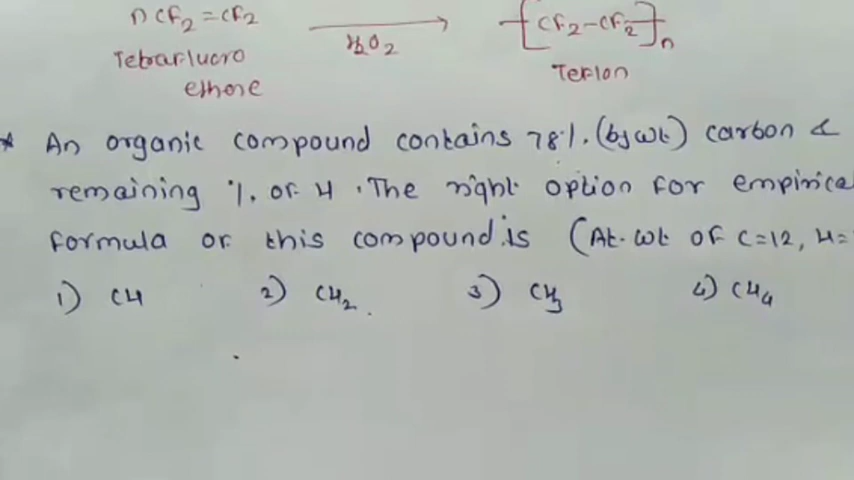 nCF₂=CF₂ → H₂O₂ [CF₂-CF₂]n
Tetrafluoro Teflon
ethene
* An organic compound contains 78%. (by wt) carbon &
remaining %. of H. The right option for empirical
formula of this compound is (At. wt of C=12, H=
1) CH 2) CH₂. 3) CH₃ 4) CH₄